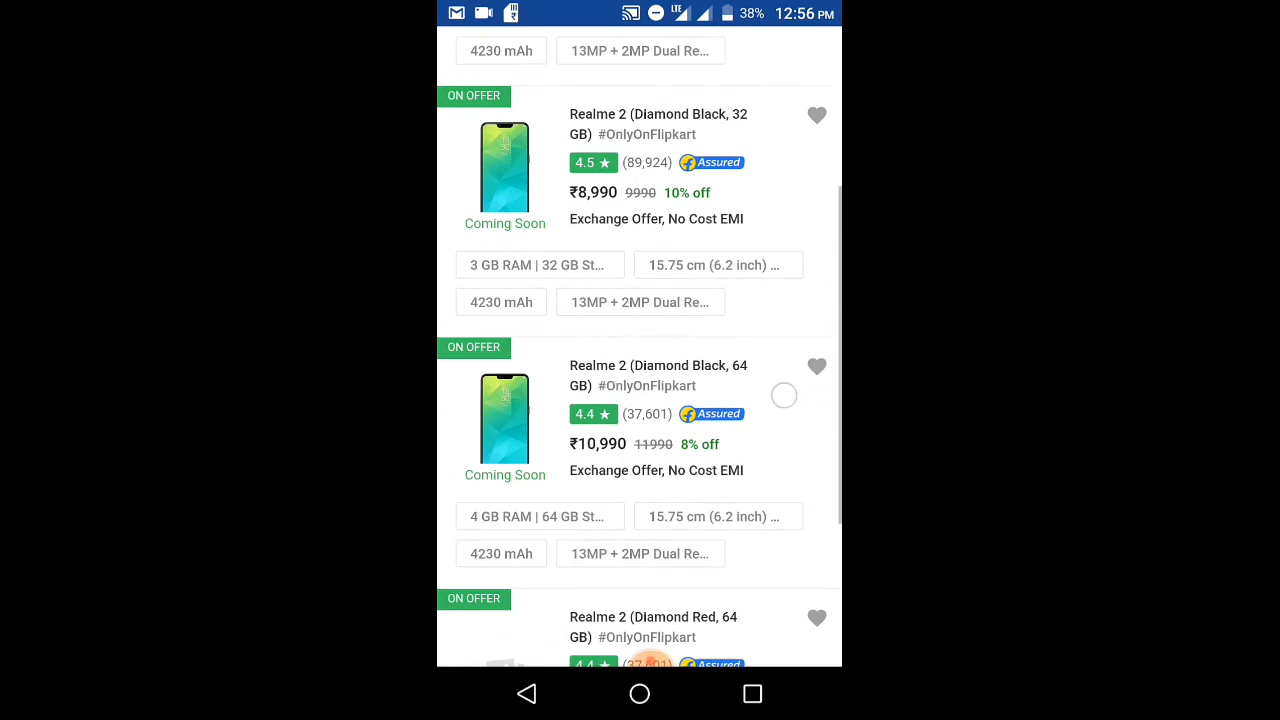 LTE 38% 12:56 PM
4230 mAh 13MP + 2MP Dual Re...
ON OFFER
Realme 2 (Diamond Black, 32
GB) #OnlyOnFlipkart
4.5 ★ (89,924) Assured
₹8,990 9990 10% off
Coming Soon
Exchange Offer, No Cost EMI
3 GB RAM | 32 GB St... 15.75 cm (6.2 inch) ...
4230 mAh 13MP + 2MP Dual Re...
ON OFFER
Realme 2 (Diamond Black, 64
GB) #OnlyOnFlipkart
4.4 ★ (37,601) Assured
₹10,990 11990 8% off
Coming Soon
Exchange Offer, No Cost EMI
4 GB RAM | 64 GB St... 15.75 cm (6.2 inch) ...
4230 mAh 13MP + 2MP Dual Re...
ON OFFER
Realme 2 (Diamond Red, 64
GB) #OnlyOnFlipkart
4.4 ★ (37,601) Assured